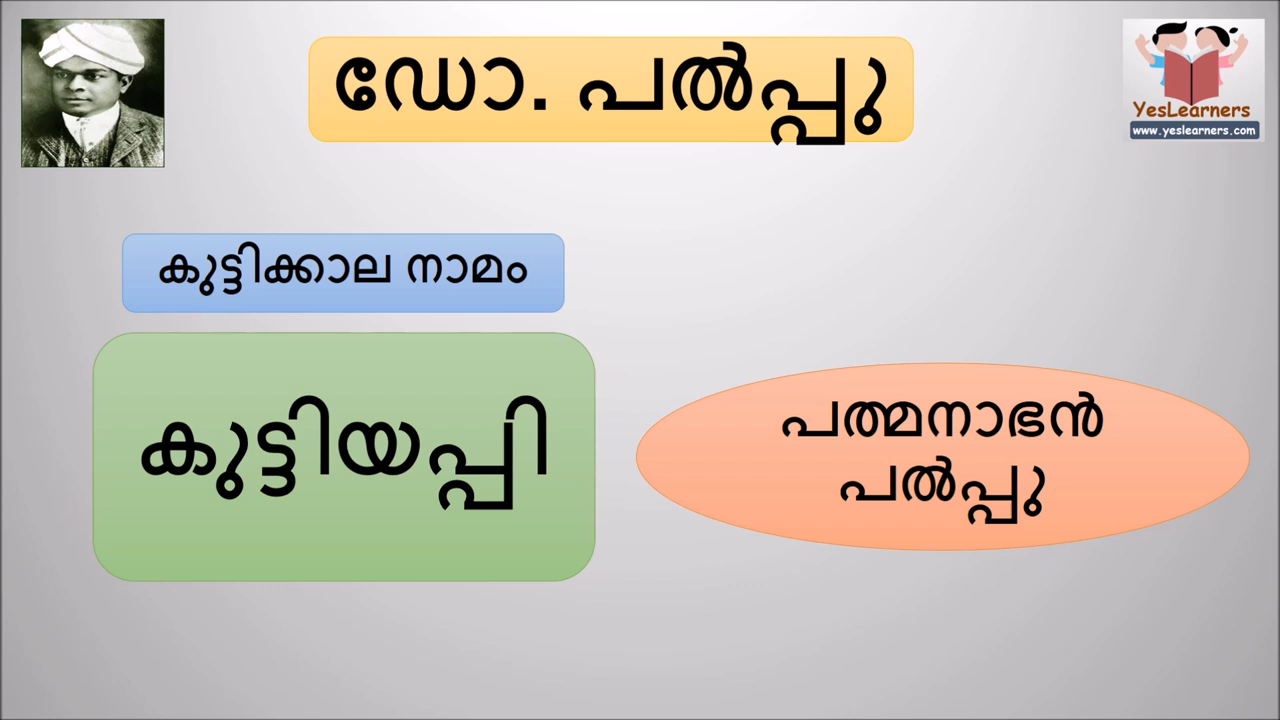 ഡോ. പൽപ്പു
YesLearners
www.yeslearners.com
കുട്ടിക്കാല നാമം
കുട്ടിയപ്പി
പത്മനാഭൻ
പൽപ്പു